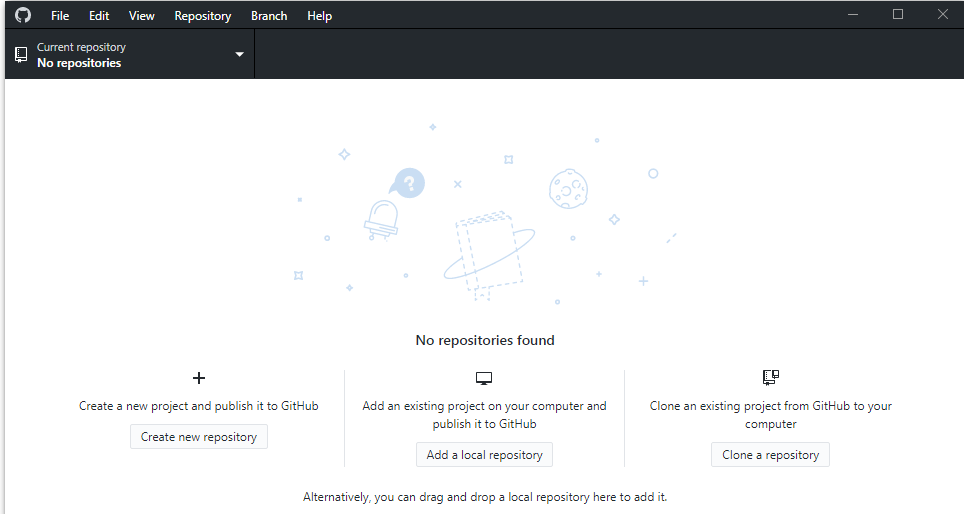 File Edit View Repository Branch Help
Current repository
No repositories
?
No repositories found
Create a new project and publish it to GitHub
Create new repository
Add an existing project on your computer and
publish it to GitHub
Add a local repository
Clone an existing project from GitHub to your
computer
Clone a repository
Alternatively, you can drag and drop a local repository here to add it.